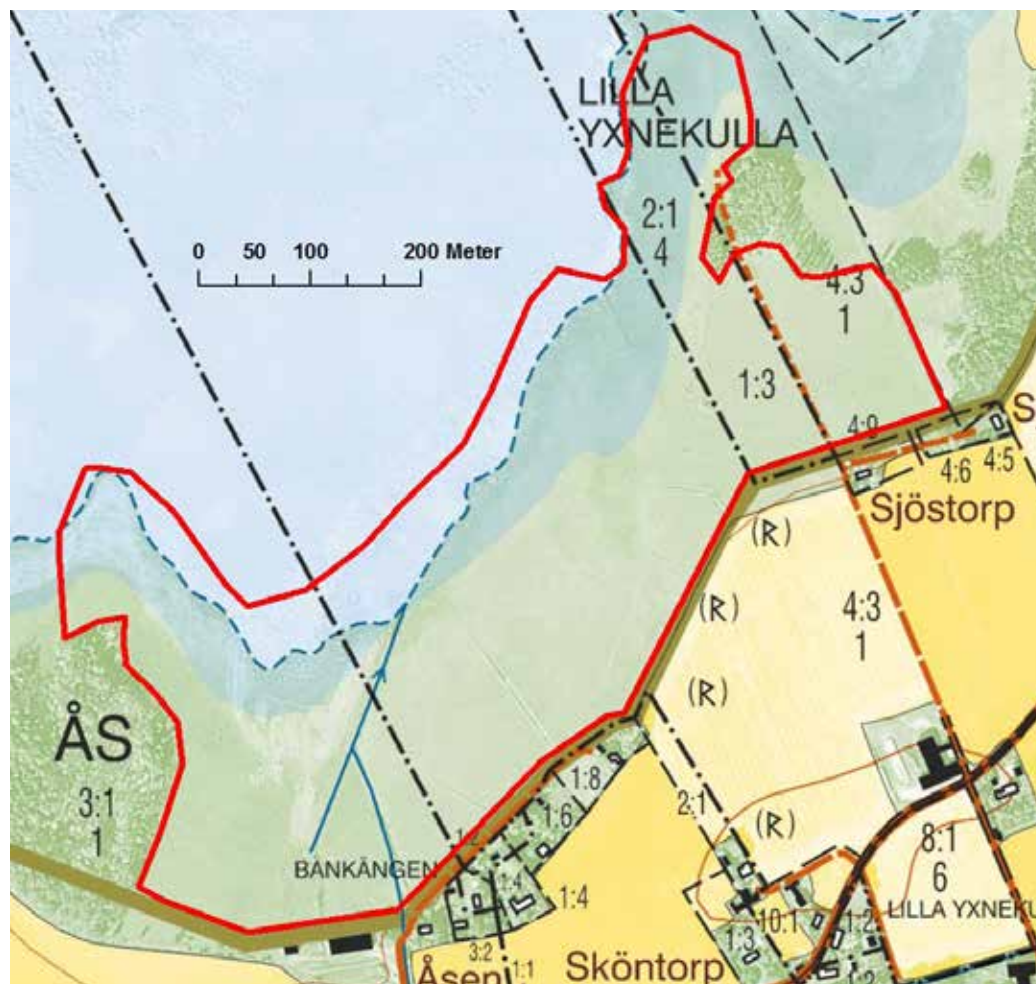 LILLA
YXNEKULLA
2:1
4
0 50 100 200 Meter
4:3
1
1:3
4:9
S
4:5
4:6
Sjöstorp
(R)
(R)
4:3
1
(R)
ÅS
3:1
1
1:8
2:1
1:6
(R)
8:1
6
BANKÄNGEN
1:4
1:4
LILLA YXNEKU
10:1
1:2
1:3
3:2
Åsen
1:1
Sköntorp